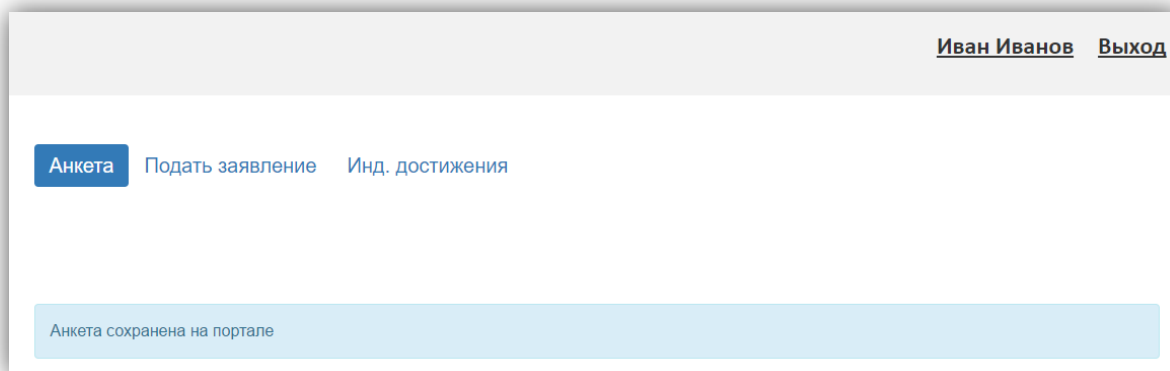 Иван Иванов Выход
Анкета Подать заявление Инд. достижения
Анкета сохранена на портале